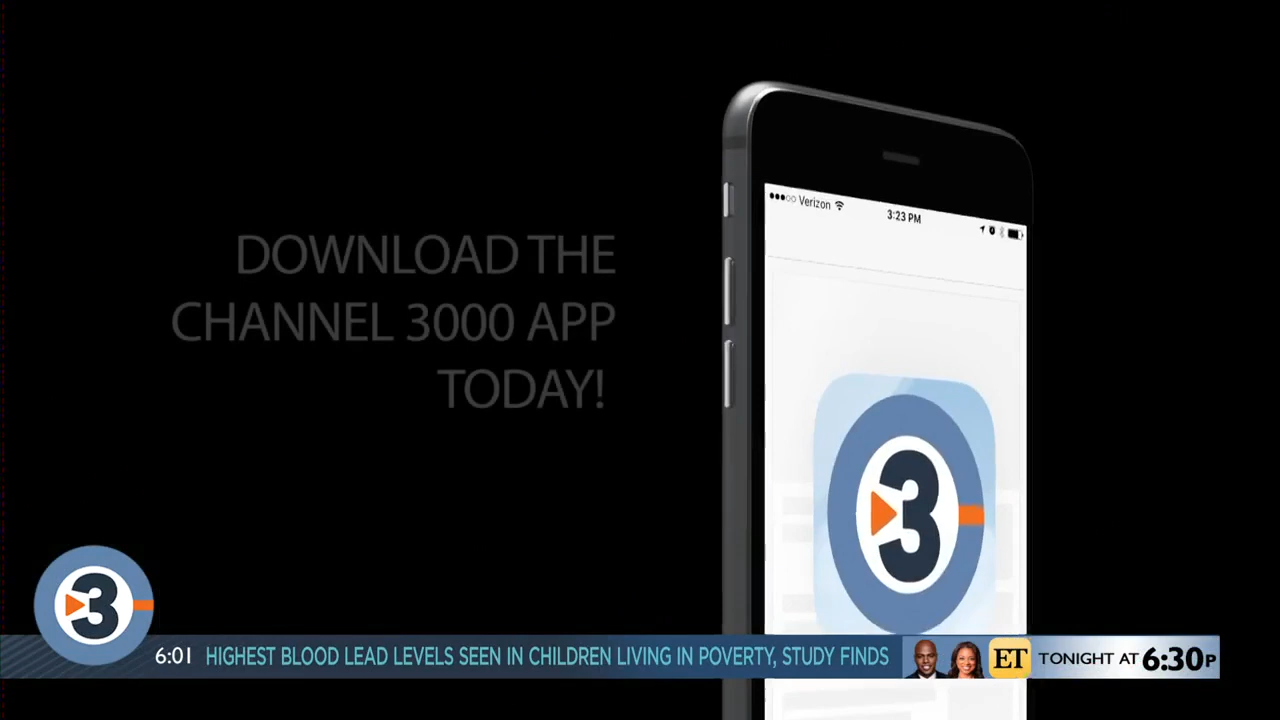 DOWNLOAD THE
CHANNEL 3000 APP
TODAY!
Verizon
3:23 PM
3
3
6:01 HIGHEST BLOOD LEAD LEVELS SEEN IN CHILDREN LIVING IN POVERTY, STUDY FINDS ET TONIGHT AT 6:30P